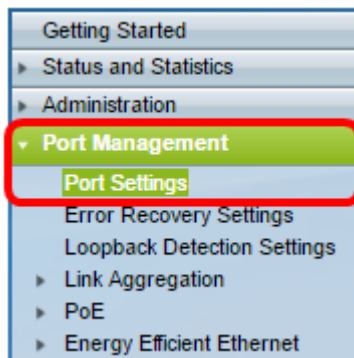 Getting Started
Status and Statistics
Administration
Port Management
Port Settings
Error Recovery Settings
Loopback Detection Settings
Link Aggregation
PoE
Energy Efficient Ethernet